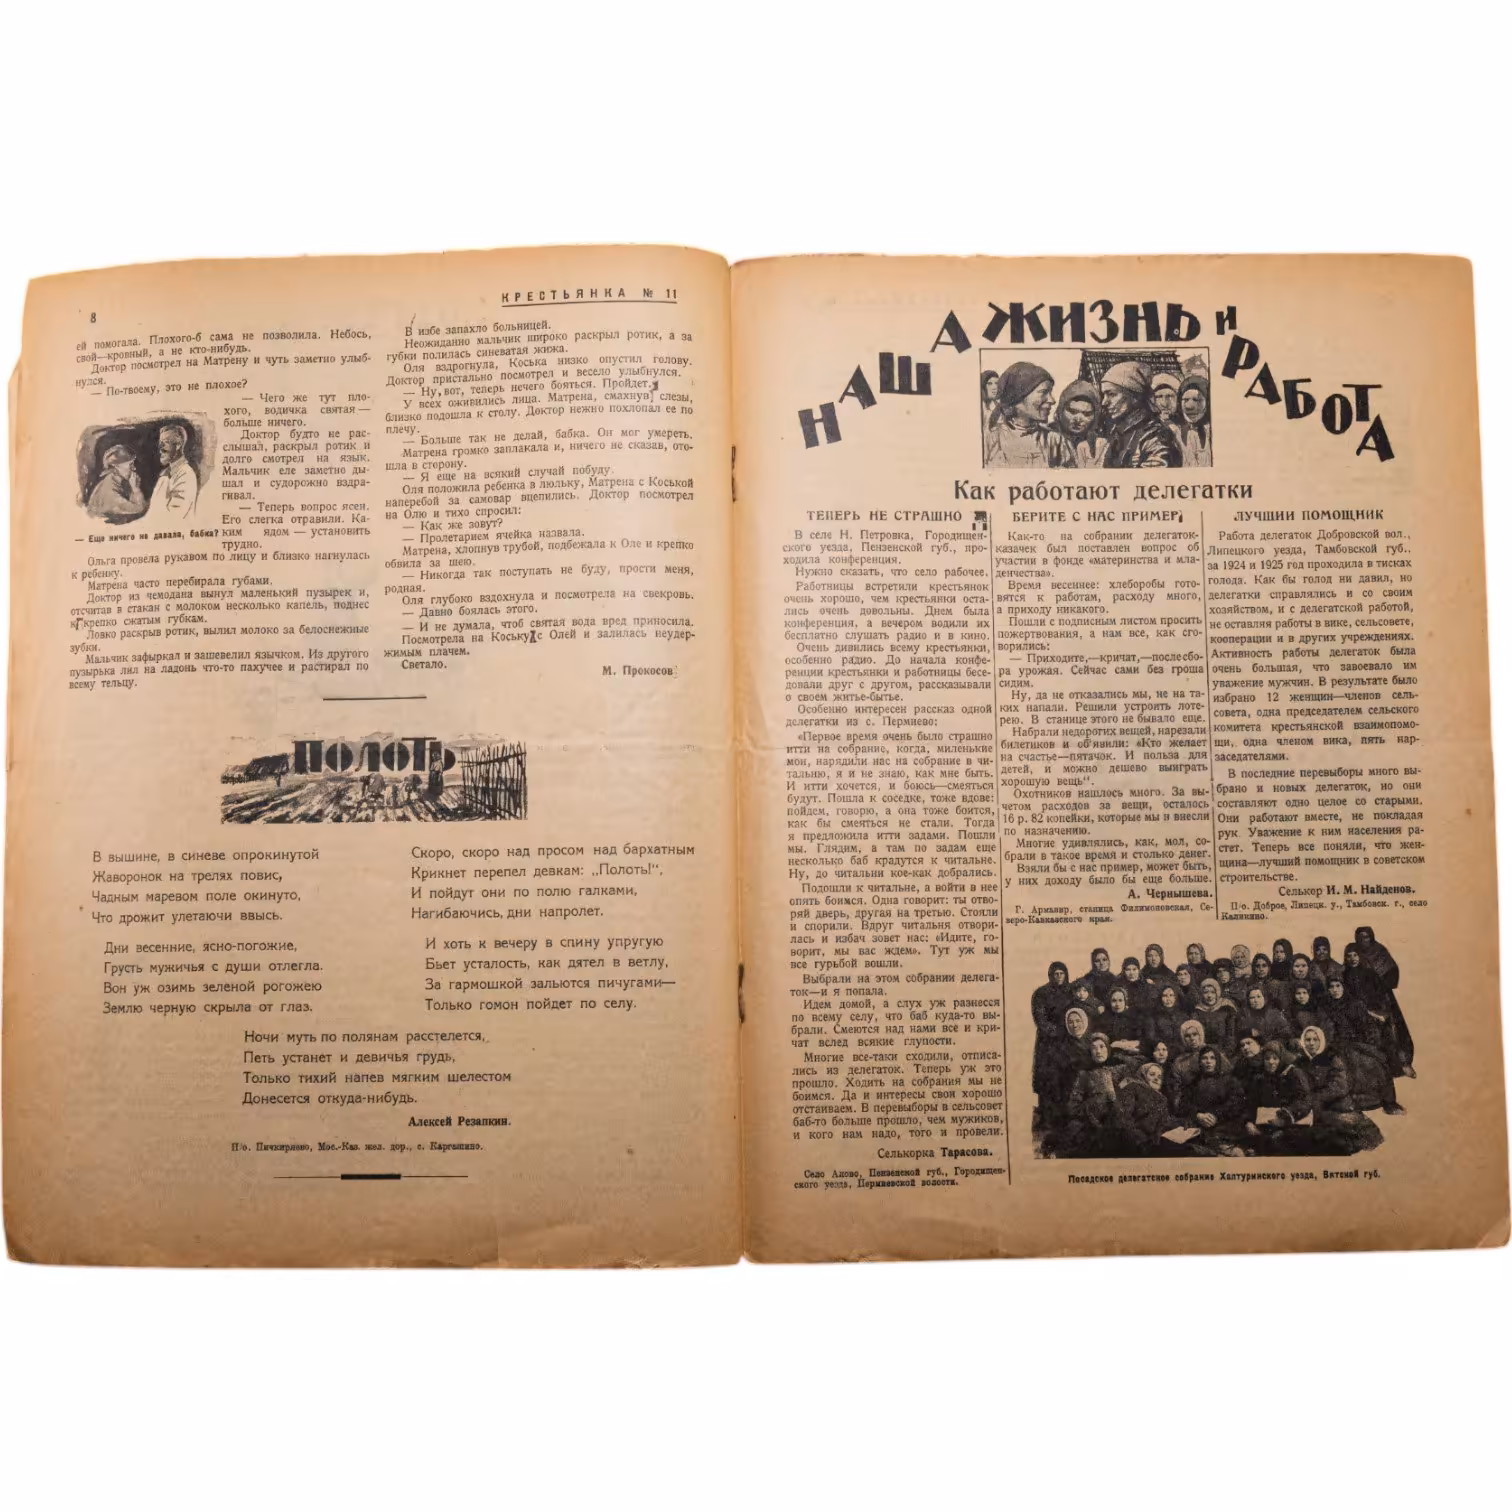 8
КРЕСТЬЯНКА № 11
ей помогала. Плохого-б сама не позволила. Небось,
свой—кровный, а не кто-нибудь.
Доктор посмотрел на Матрену и чуть заметно улыб-
нулся.
— По-твоему, это не плохое?
— Чего же тут пло-
хого, водичка святая —
больше ничего.
Доктор будто не рас-
слышал, раскрыл ротик и
долго смотрел на язык.
Мальчик еле заметно ды-
шал и судорожно вздра-
гивал.
— Теперь вопрос ясен.
Его слегка отравили. Ка-
ким ядом — установить
трудно.
— Еще ничего не давала, бабка?
Ольга провела рукавом по лицу и близко нагнулась
к ребенку.
Матрена часто перебирала губами.
Доктор из чемодана вынул маленький пузырек и,
отсчитав в стакан с молоком несколько капель, поднес
к крепко сжатым губкам.
Ловко раскрыв ротик, вылил молоко за белоснежные
зубки.
Мальчик зафыркал и зашевелил язычком. Из другого
пузырька лил на ладонь что-то пахучее и растирал по
всему тельцу.
В избе запахло больницей.
Неожиданно мальчик широко раскрыл ротик, а за
губки полилась синеватая жижа.
Оля вздрогнула, Коська низко опустил голову.
Доктор пристально посмотрел и весело улыбнулся.
— Ну, вот, теперь нечего бояться. Пройдет.
У всех оживились лица. Матрена, смахнув слезы,
близко подошла к столу. Доктор нежно похлопал ее по
плечу.
— Больше так не делай, бабка. Он мог умереть.
Матрена громко заплакала и, ничего не сказав, ото-
шла в сторону.
— Я еще на всякий случай побуду.
Оля положила ребенка в люльку, Матрена с Коськой
наперебой за самовар вцепились. Доктор посмотрел
на Олю и тихо спросил:
— Как же зовут?
— Пролетарием ячейка назвала.
Матрена, хлопнув трубой, подбежала к Оле и крепко
обвила за шею.
— Никогда так поступать не буду, прости меня,
родная.
Оля глубоко вздохнула и посмотрела на свекровь.
— Давно боялась этого.
— И не думала, чтоб святая вода вред приносила.
Посмотрела на Коську с Олей и залилась неудер-
жимым плачем.
Светало.
М. Прокосов
ПОЛОТЬ
В вышине, в синеве опрокинутой
Жаворонок на трелях повис,
Чадным маревом поле окинуто,
Что дрожит улетаючи ввысь.
Дни весенние, ясно-погожие,
Грусть мужичья с души отлегла.
Вон уж озимь зеленой рогожею
Землю черную скрыла от глаз.
Скоро, скоро над просом над бархатным
Крикнет перепел девкам: „Полоть!",
И пойдут они по полю галками,
Нагибаючись, дни напролет.
И хоть к вечеру в спину упругую
Бьет усталость, как дятел в ветлу,
За гармошкой зальются пичугами—
Только гомон пойдет по селу.
Ночи муть по полянам расстелется,
Петь устанет и девичья грудь,
Только тихий напев мягким шелестом
Донесется откуда-нибудь.
Алексей Резапкин.
П/о. Пичкиряево, Мос.-Каз. жел. дор., с. Каргашино.
НАША ЖИЗНЬ И РАБОТА
Как работают делегатки
ТЕПЕРЬ НЕ СТРАШНО
В селе Н. Петровка, Городищен-
ского уезда, Пензенской губ., про-
ходила конференция.
Нужно сказать, что село рабочее.
Работницы встретили крестьянок
очень хорошо, чем крестьянки оста-
лись очень довольны. Днем была
конференция, а вечером водили их
бесплатно слушать радио и в кино.
Очень дивились всему крестьянки,
особенно радио. До начала конфе-
ренции крестьянки и работницы бесе-
довали друг с другом, рассказывали
о своем житье-бытье.
Особенно интересен рассказ одной
делегатки из с. Пермиево:
«Первое время очень было страшно
итти на собрание, когда, миленькие
мои, нарядили нас на собрание в чи-
тальню, я и не знаю, как мне быть.
И итти хочется, и боюсь—смеяться
будут. Пошла к соседке, тоже вдове:
пойдем, говорю, а она тоже боится,
как бы смеяться не стали. Тогда
я предложила итти задами. Пошли
мы. Глядим, а там по задам еще
несколько баб крадутся к читальне.
Ну, до читальни кое-как добрались.
Подошли к читальне, а войти в нее
опять боимся. Одна говорит: ты отво-
ряй дверь, другая на третью. Стояли
и спорили. Вдруг читальня отвори-
лась и избач зовет нас: «Идите, го-
ворит, мы вас ждем». Тут уж мы
все гурьбой вошли.
Выбрали на этом собрании делега-
ток—и я попала.
Идем домой, а слух уж разнесся
по всему селу, что баб куда-то вы-
брали. Смеются над нами все и кри-
чат вслед всякие глупости.
Многие все-таки сходили, отписа-
лись из делегаток. Теперь уж это
прошло. Ходить на собрания мы не
боимся. Да и интересы свои хорошо
отстаиваем. В перевыборы в сельсовет
баб-то больше прошло, чем мужиков,
и кого нам надо, того и провели.
Селькорка Тарасова.
Село Алово, Пензенской губ., Городищен-
ского уезда, Пермиевской волости.
БЕРИТЕ С НАС ПРИМЕР
Как-то на собрании делегаток-
казачек был поставлен вопрос об
участии в фонде «материнства и мла-
денчества».
Время весеннее: хлеборобы гото-
вятся к работам, расходу много,
а приходу никакого.
Пошли с подписным листом просить
пожертвования, а нам все, как сго-
ворились:
— Приходите,—кричат,—после сбо-
ра урожая. Сейчас сами без гроша
сидим.
Ну, да не отказались мы, не на та-
ких напали. Решили устроить лоте-
рею. В станице этого не бывало еще.
Набрали недорогих вещей, нарезали
билетиков и об'явили: «Кто желает
на счастье—пятачок. И польза для
детей, и можно дешево выиграть
хорошую вещь".
Охотников нашлось много. За вы-
четом расходов за вещи, осталось
16 р. 82 копейки, которые мы и внесли
по назначению.
Многие удивлялись, как, мол, со-
брали в такое время и столько денег.
Взяли бы с нас пример, может быть,
у них доходу было бы еще больше.
А. Чернышева.
Г. Армавир, станица Филимоновская, Се-
веро-Кавказского края.
ЛУЧШИЙ ПОМОЩНИК
Работа делегаток Добровской вол.,
Липецкого уезда, Тамбовской губ.,
за 1924 и 1925 год проходила в тисках
голода. Как бы голод ни давил, но
делегатки справлялись и со своим
хозяйством, и с делегатской работой,
не оставляя работы в вике, сельсовете,
кооперации и в других учреждениях.
Активность работы делегаток была
очень большая, что завоевало им
уважение мужчин. В результате было
избрано 12 женщин—членов сель-
совета, одна председателем сельского
комитета крестьянской взаимопомо-
щи, одна членом вика, пять нар-
заседателями.
В последние перевыборы много вы-
брано и новых делегаток, но они
составляют одно целое со старыми.
Они работают вместе, не покладая
рук. Уважение к ним населения ра-
стет. Теперь все поняли, что жен-
щина—лучший помощник в советском
строительстве.
Селькор И. М. Найденов.
П/о. Доброе, Липецк. у., Тамбовск. г., село
Каликино.
Посадское делегатское собрание Халтуринского уезда, Вятской губ.